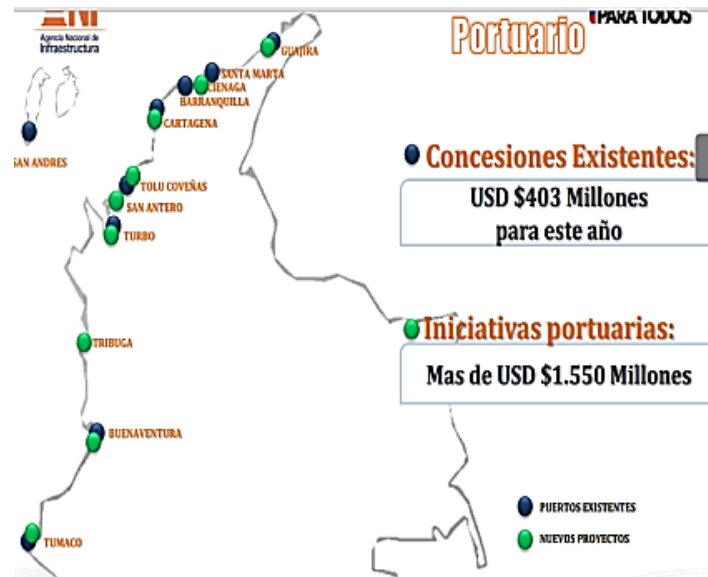 ANI
Agencia Nacional de
Infraestructura
PARA TODOS
Portuario
GUAJIRA
SANTA MARTA
CIENAGA
BARRANQUILLA
CARTAGENA
SAN ANDRES
TOLU COVEÑAS
SAN ANTERO
TURBO
TRIBUGA
BUENAVENTURA
TUMACO
Concesiones Existentes:
USD $403 Millones
para este año
Iniciativas portuarias:
Mas de USD $1.550 Millones
PUERTOS EXISTENTES
NUEVOS PROYECTOS